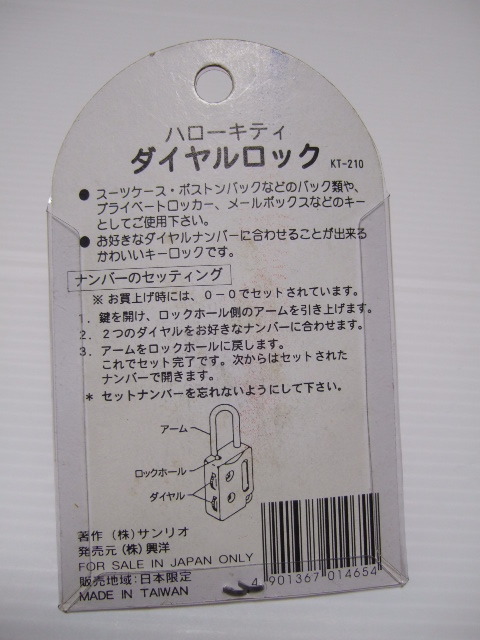 ハローキティ
ダイヤルロック KT-210
● スーツケース・ボストンバックなどのバック類や、
プライベートロッカー、メールボックスなどのキー
としてご使用下さい。
● お好きなダイヤルナンバーに合わせることが出来る
かわいいキーロックです。
ナンバーのセッティング
※ お買上げ時には、0-0でセットされています。
1. 鍵を開け、ロックホール側のアームを引き上げます。
2. 2つのダイヤルをお好きなナンバーに合わせます。
3. アームをロックホールに戻します。
これでセット完了です。次からはセットされた
ナンバーで開きます。
* セットナンバーを忘れないようにして下さい。
アーム
ロックホール
ダイヤル
著作 (株) サンリオ
発売元 (株) 興洋
FOR SALE IN JAPAN ONLY
販売地域:日本限定
MADE IN TAIWAN
4 901367 014654